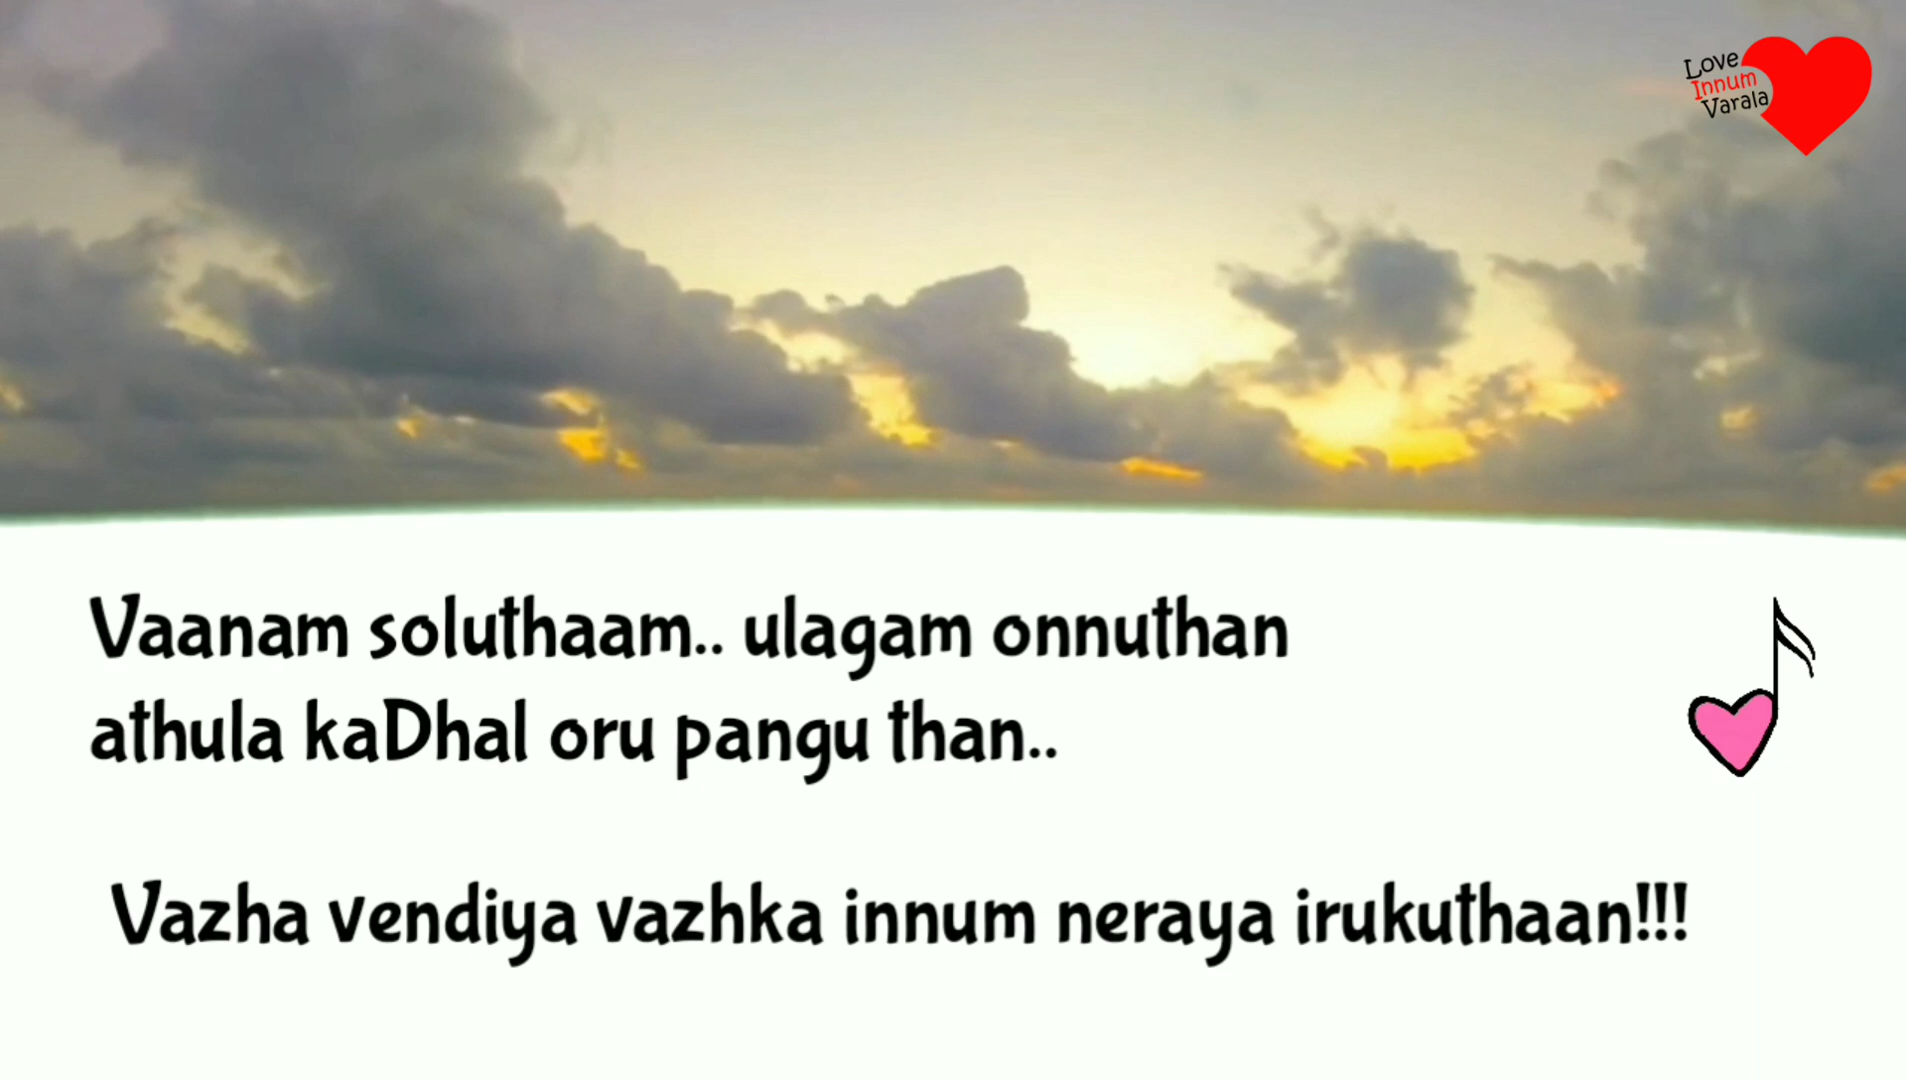 Love
Innum
Varala
Vaanam soluthaam.. ulagam onnuthan
athula kaDhal oru pangu than..
Vazha vendiya vazhka innum neraya irukuthaan!!!